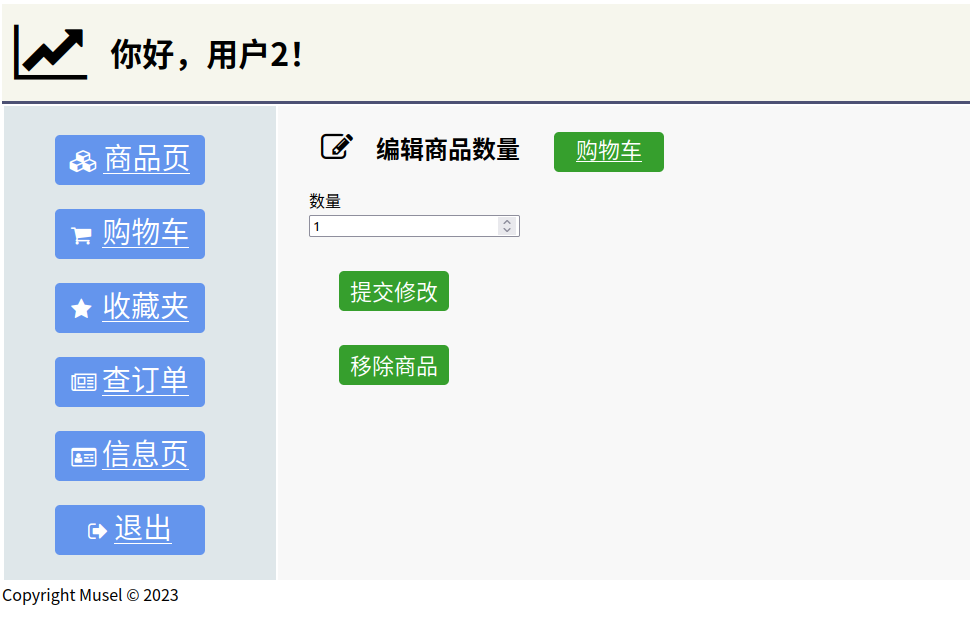 你好，用户2！
商品页
购物车
收藏夹
查订单
信息页
退出
编辑商品数量
购物车
数量
1
提交修改
移除商品
Copyright Musel © 2023